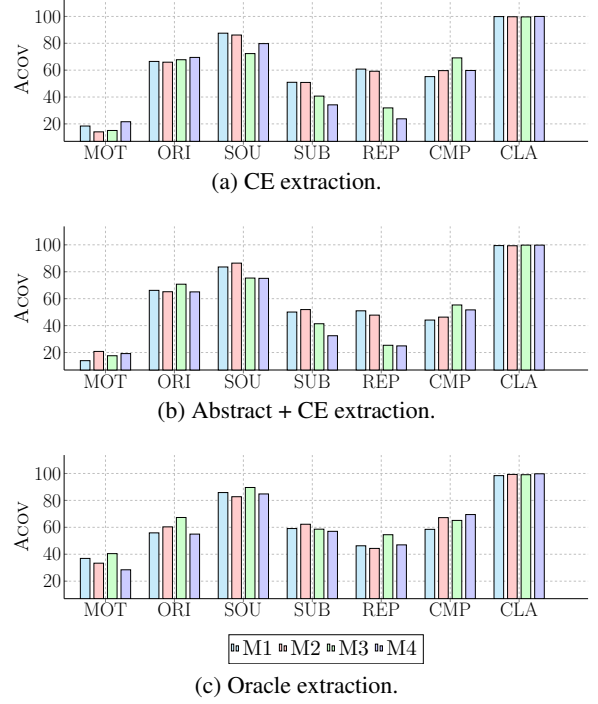 100
80
60
40
20
ACOV
MOT ORI SOU SUB REP CMP CLA
(a) CE extraction.
100
80
60
40
20
ACOV
MOT ORI SOU SUB REP CMP CLA
(b) Abstract + CE extraction.
100
80
60
40
20
ACOV
MOT ORI SOU SUB REP CMP CLA
M1 M2 M3 M4
(c) Oracle extraction.